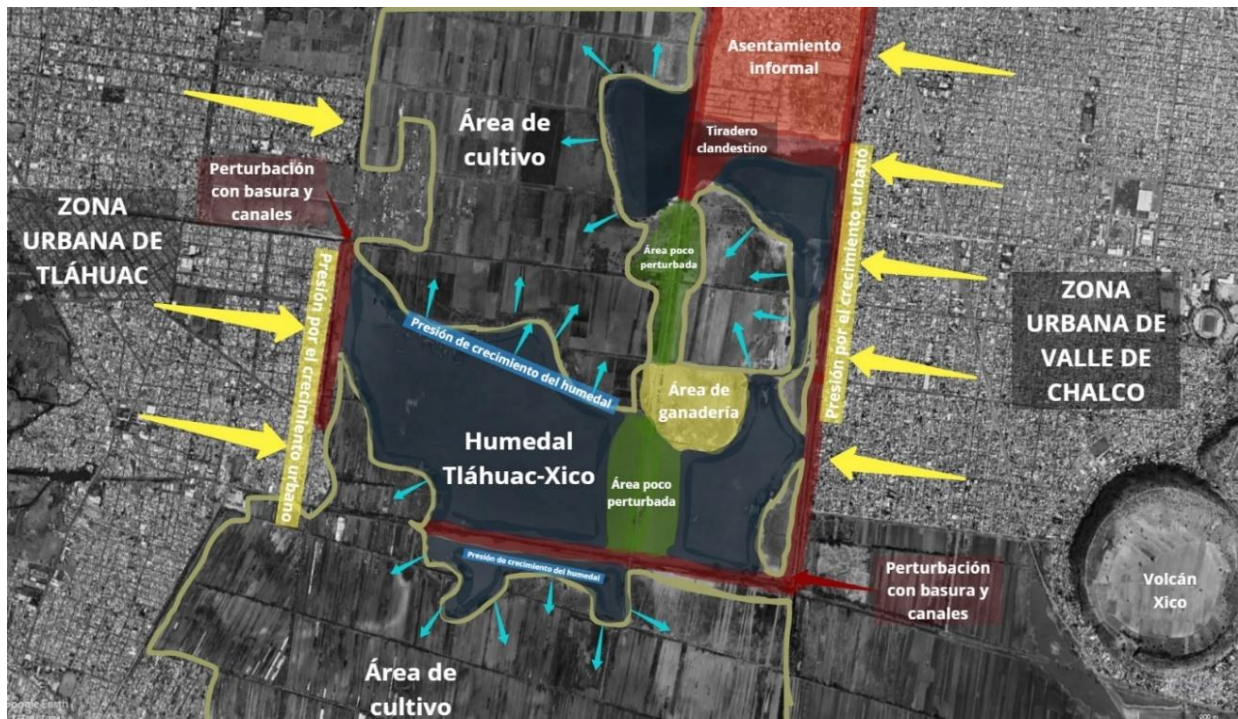 Asentamiento
informal
Tiradero
clandestino
Área de
cultivo
Perturbación
con basura y
canales
ZONA
URBANA DE
TLÁHUAC
Presión por el crecimiento urbano
Área poco
perturbada
Presión de crecimiento del humedal
Presión por el crecimiento urbano
ZONA
URBANA DE
VALLE DE
CHALCO
Área de
ganadería
Humedal
Tláhuac-Xico
Área poco
perturbada
Presión de crecimiento del humedal
Perturbación
con basura y
canales
Volcán
Xico
Área de
cultivo
Google Earth